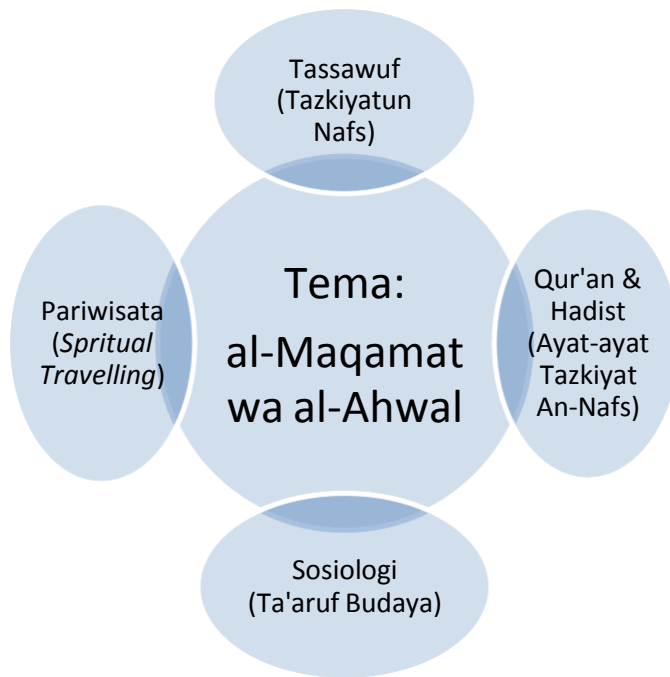 Tassawuf
(Tazkiyatun
Nafs)
Tema:
al-Maqamat
wa al-Ahwal
Qur'an &
Hadist
(Ayat-ayat
Tazkiyat
An-Nafs)
Sosiologi
(Ta'aruf Budaya)
Pariwisata
(Spritual
Travelling)